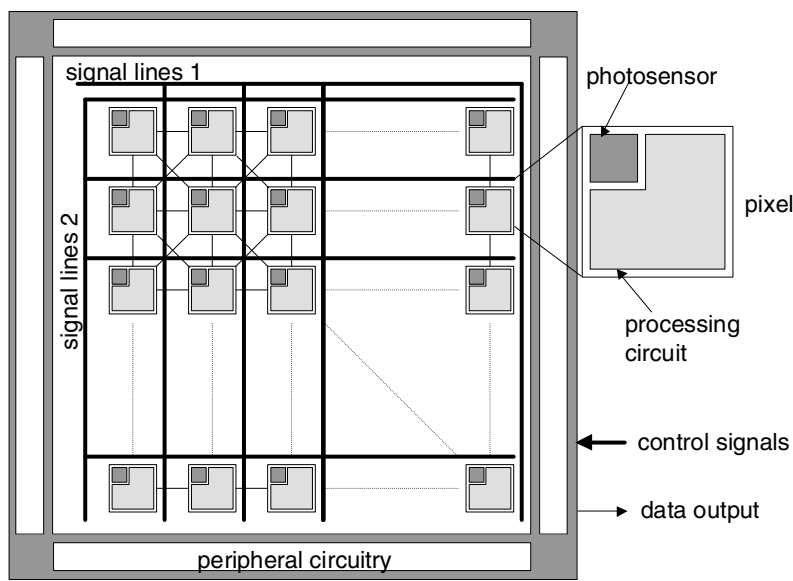 signal lines 1
photosensor
pixel
signal lines 2
processing
circuit
control signals
data output
peripheral circuitry